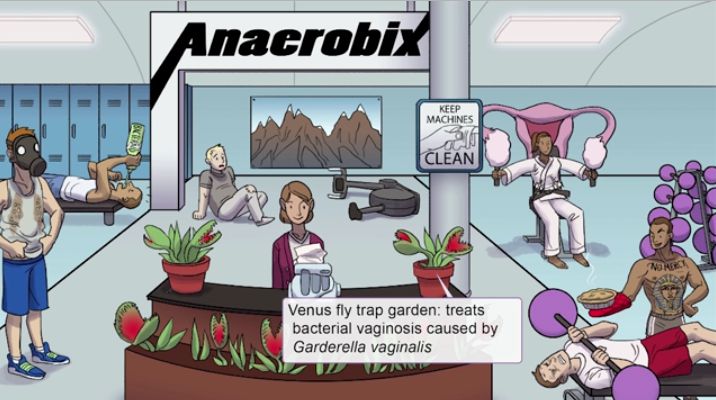 Anaerobix
KEEP
MACHINES
CLEAN
NO MERCY
Venus fly trap garden: treats
bacterial vaginosis caused by
Garderella vaginalis